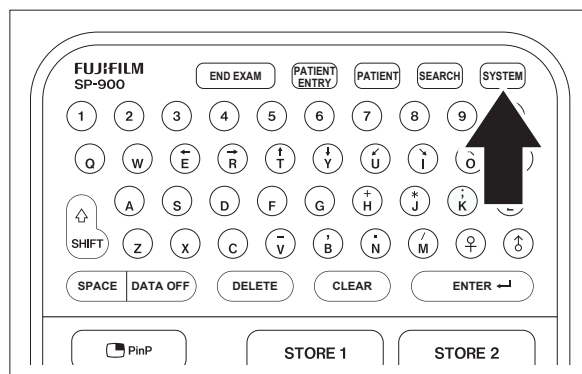 FUJIFILM
SP-900
END EXAM
PATIENT ENTRY
PATIENT
SEARCH
SYSTEM
1 2 3 4 5 6 7 8 9
← → ↑ ↓ ↙ ↘
Q W E R T Y U I O
+ * ;
A S D F G H J K L
⇧
SHIFT
- , . /
Z X C V B N M ♀ ♂
SPACE DATA OFF DELETE CLEAR ENTER ↵
PinP STORE 1 STORE 2